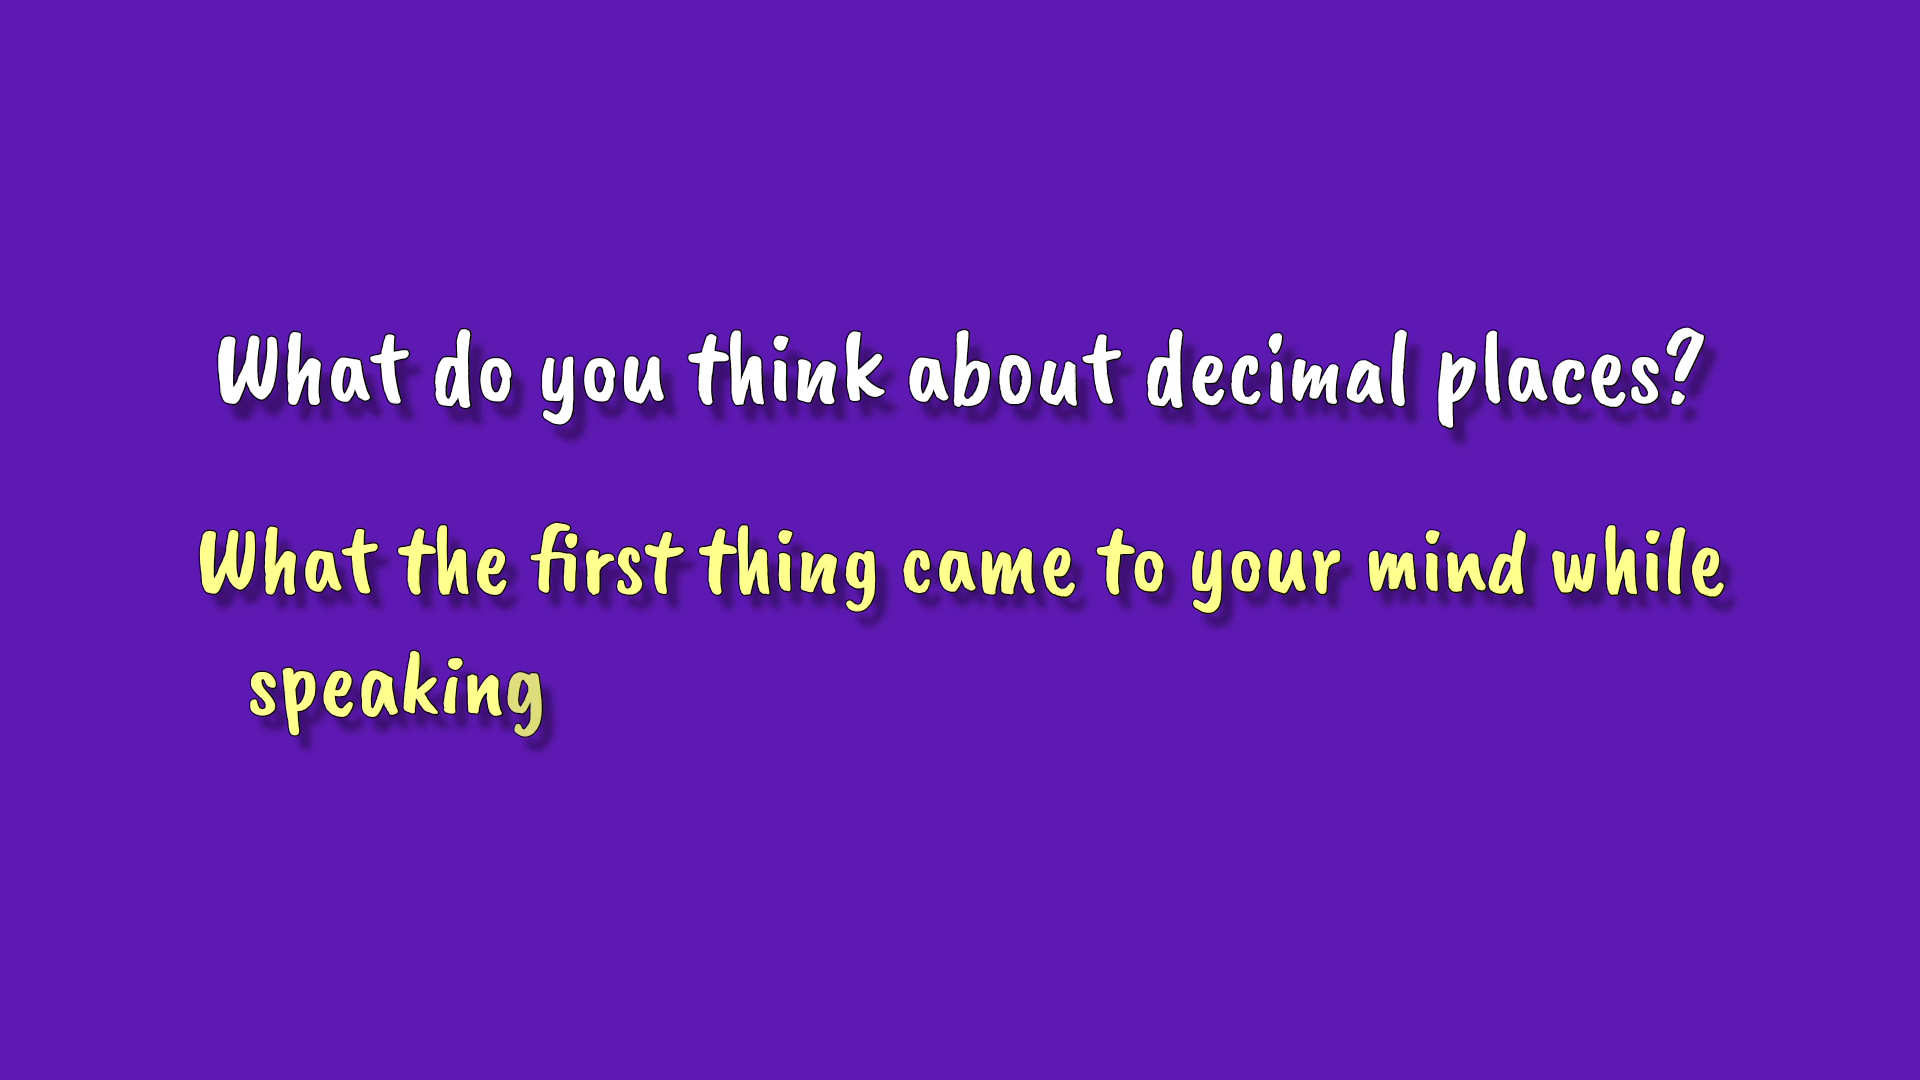 What do you think about decimal places?
What the first thing came to your mind while
speaking